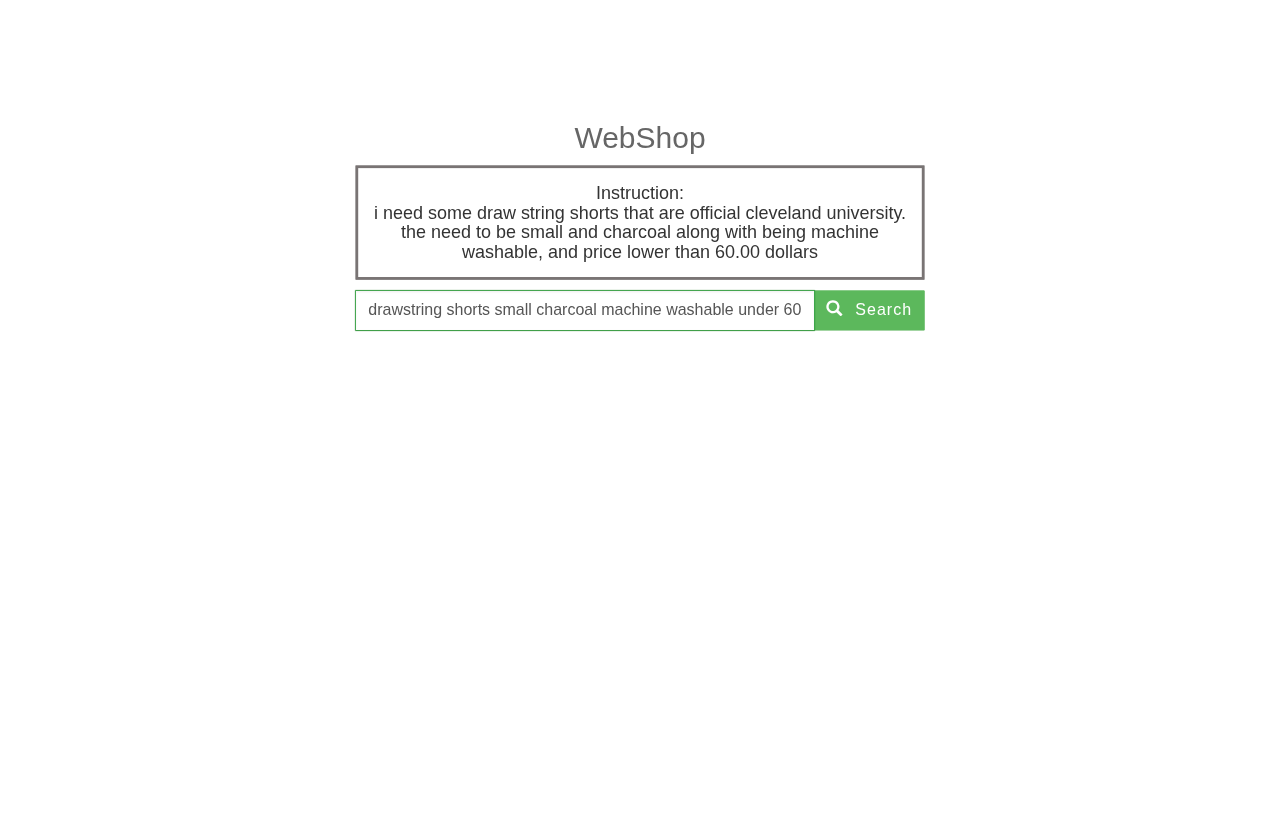 WebShop
Instruction:
i need some draw string shorts that are official cleveland university.
the need to be small and charcoal along with being machine
washable, and price lower than 60.00 dollars
drawstring shorts small charcoal machine washable under 60
Search